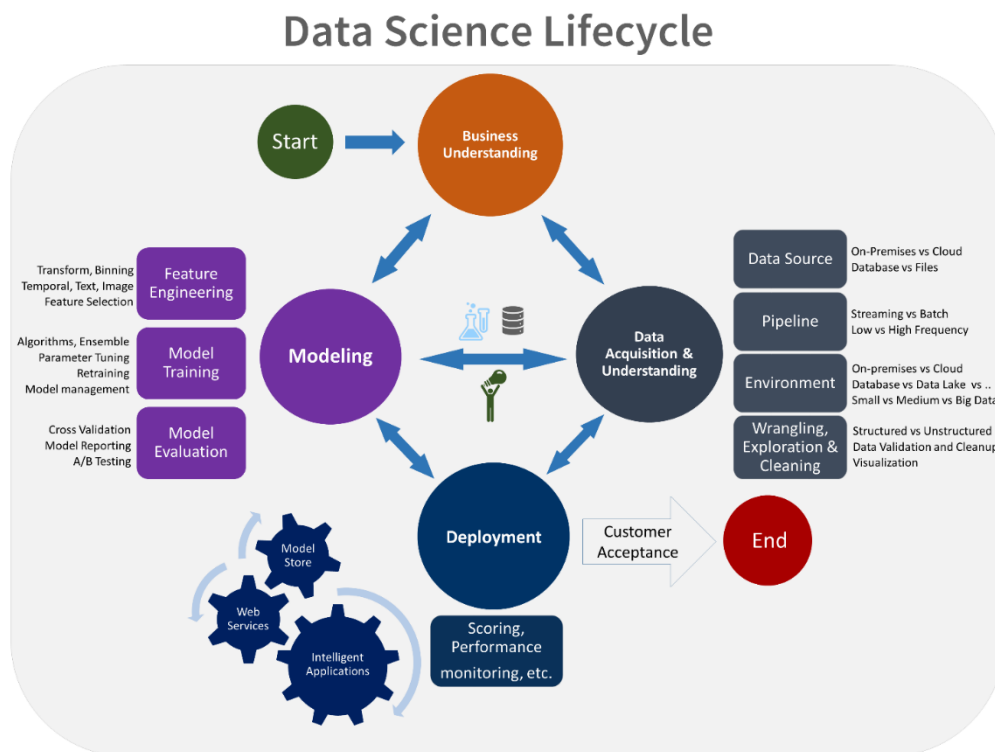 Data Science Lifecycle
Start
Business
Understanding
Feature
Engineering
Transform, Binning
Temporal, Text, Image
Feature Selection
Model
Training
Algorithms, Ensemble
Parameter Tuning
Retraining
Model management
Model
Evaluation
Cross Validation
Model Reporting
A/B Testing
Modeling
Data
Acquisition &
Understanding
Data Source
On-Premises vs Cloud
Database vs Files
Pipeline
Streaming vs Batch
Low vs High Frequency
Environment
On-premises vs Cloud
Database vs Data Lake vs ..
Small vs Medium vs Big Data
Wrangling,
Exploration &
Cleaning
Structured vs Unstructured
Data Validation and Cleanup
Visualization
Deployment
Customer
Acceptance
End
Model
Store
Web
Services
Intelligent
Applications
Scoring,
Performance
monitoring, etc.